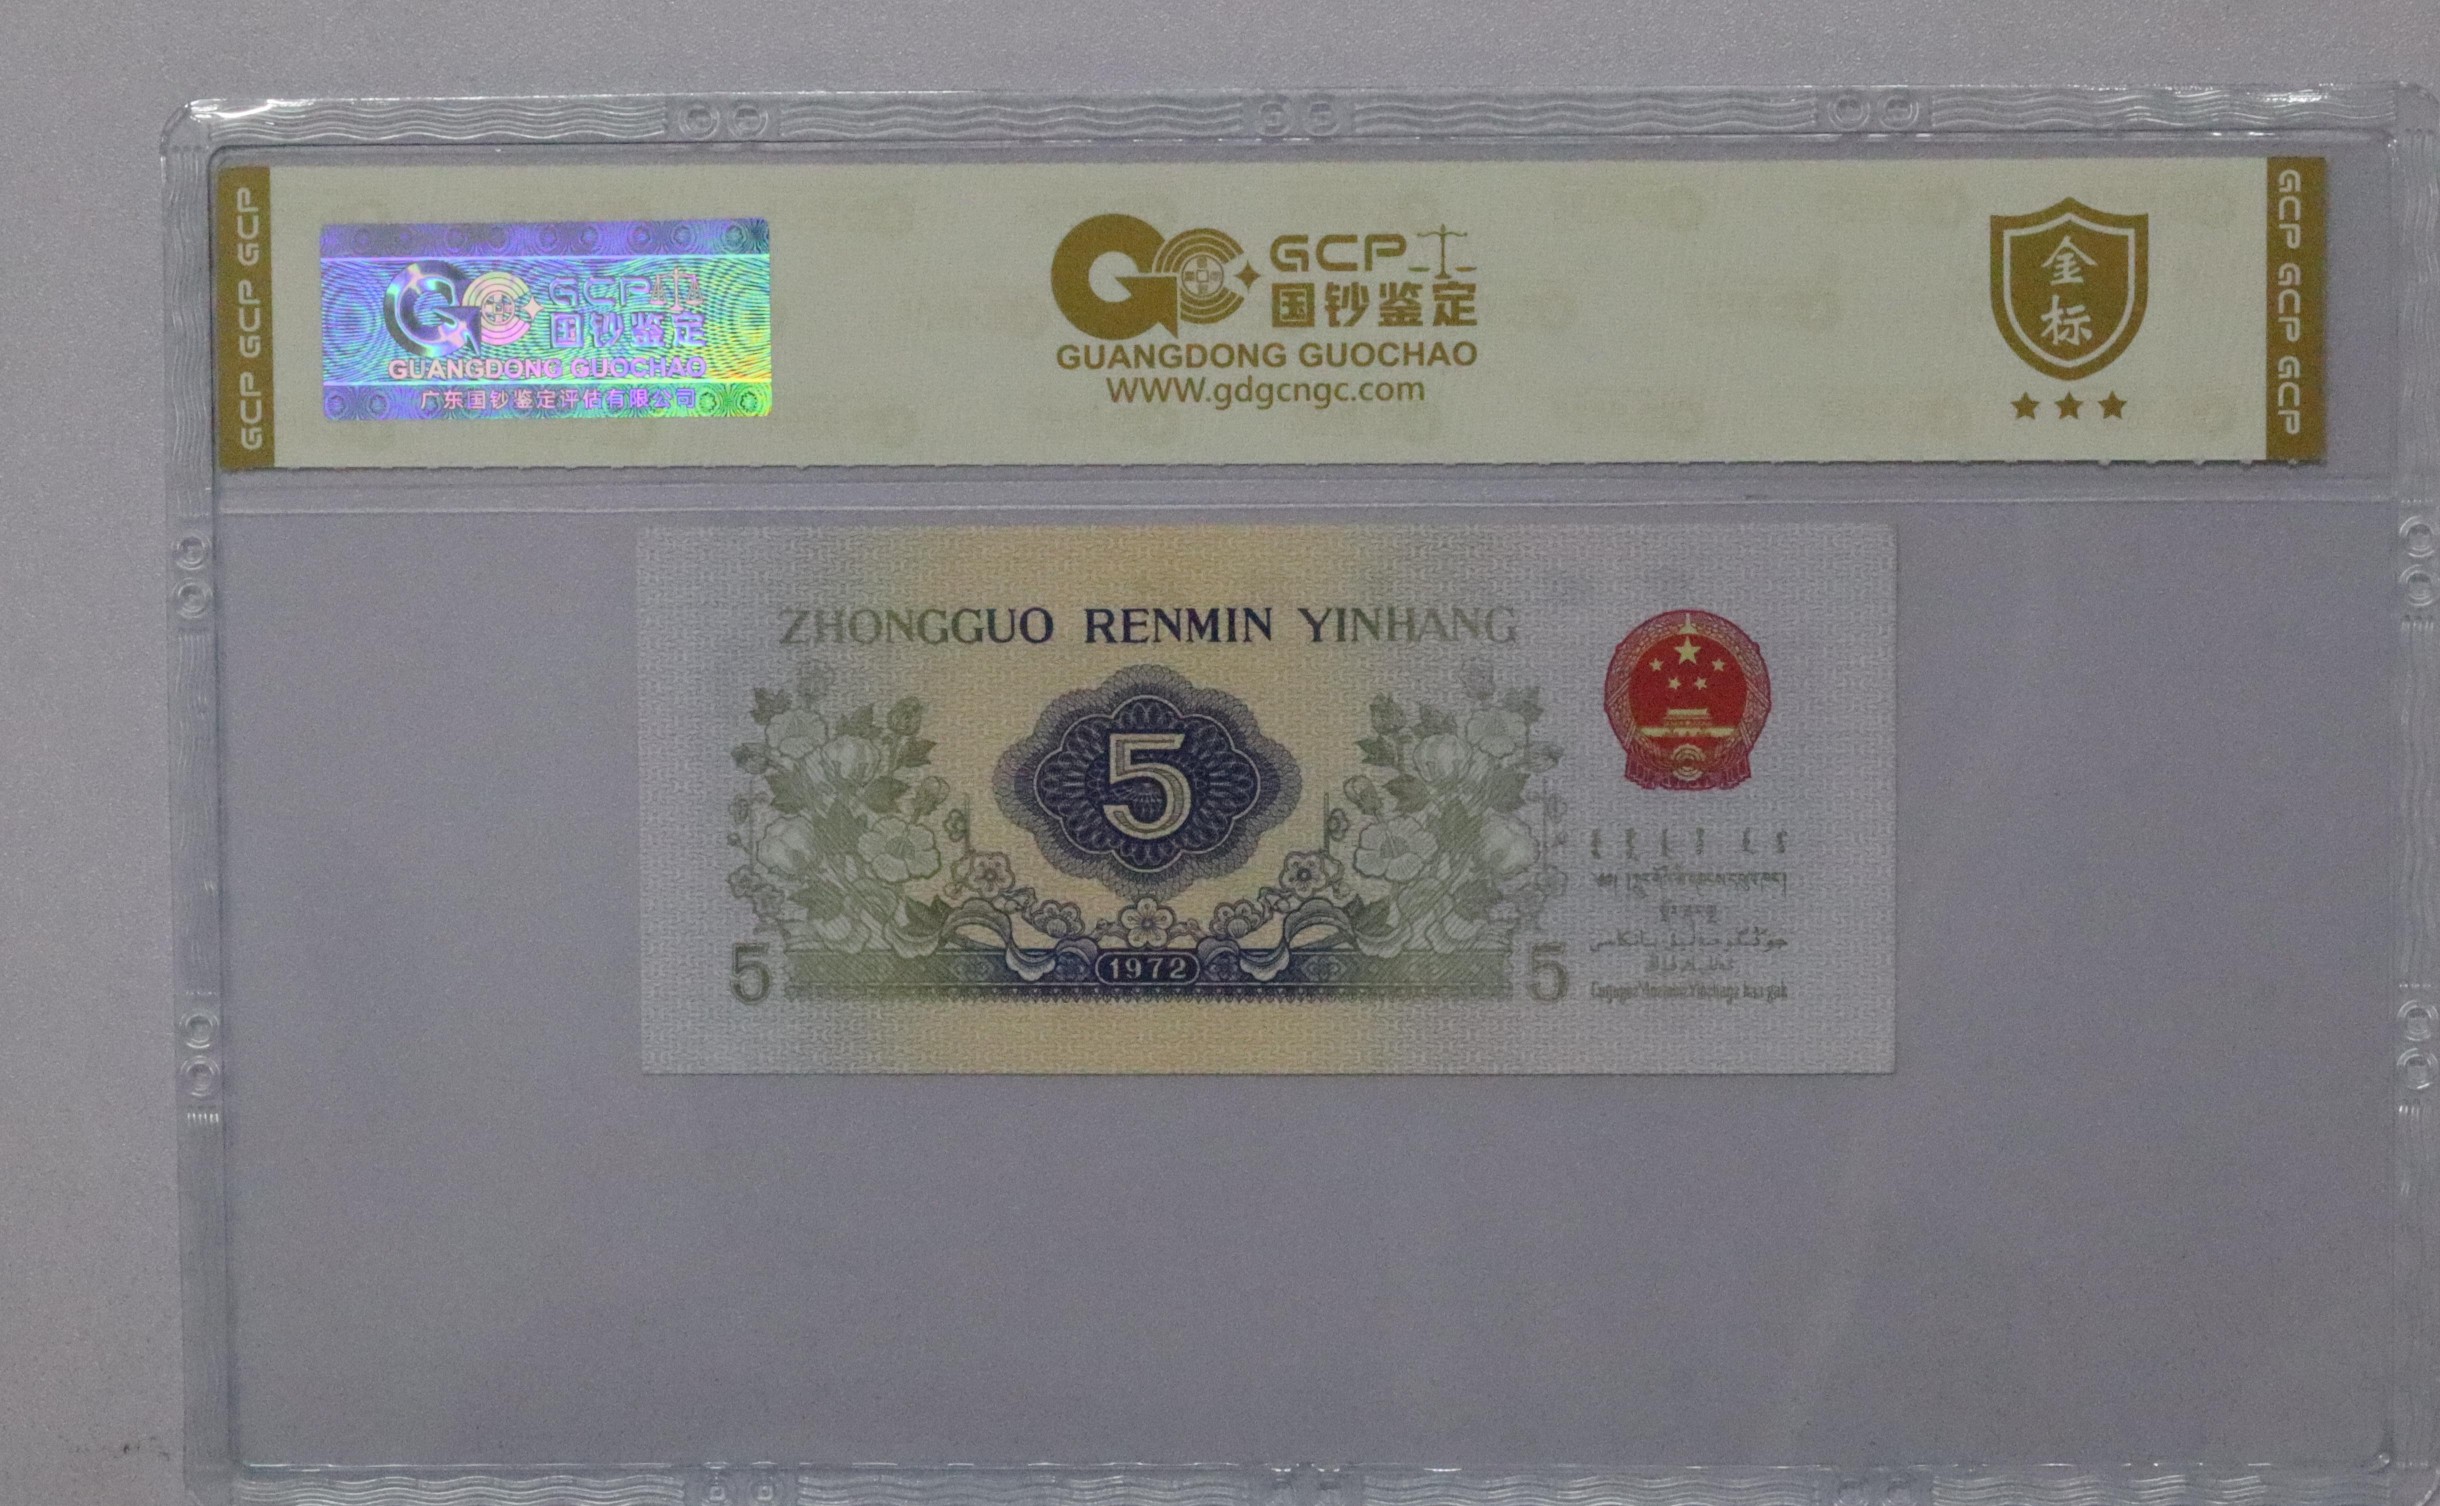 GCP GCP GCP
GCP
国钞鉴定
GUANGDONG GUOCHAO
广东国钞鉴定评估有限公司
GCP
国钞鉴定
GUANGDONG GUOCHAO
WWW.gdgcngc.com
金
标
GCP GCP GCP
ZHONGGUO RENMIN YINHANG
5
5
1972
5